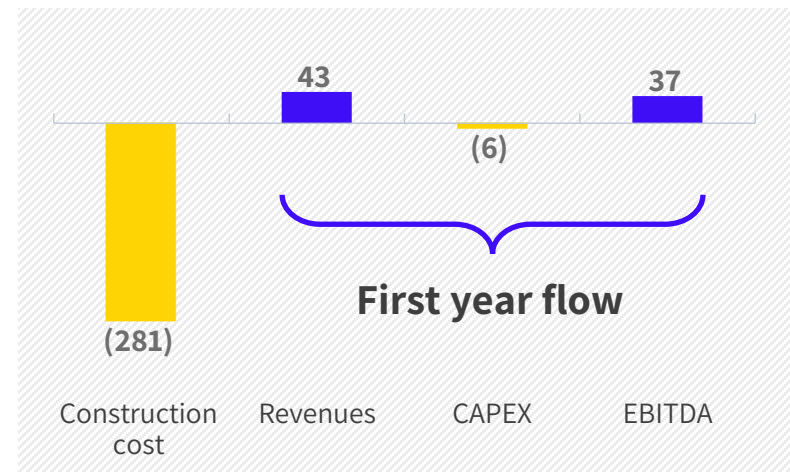 43
37
(6)
First year flow
(281)
Construction cost
Revenues
CAPEX
EBITDA